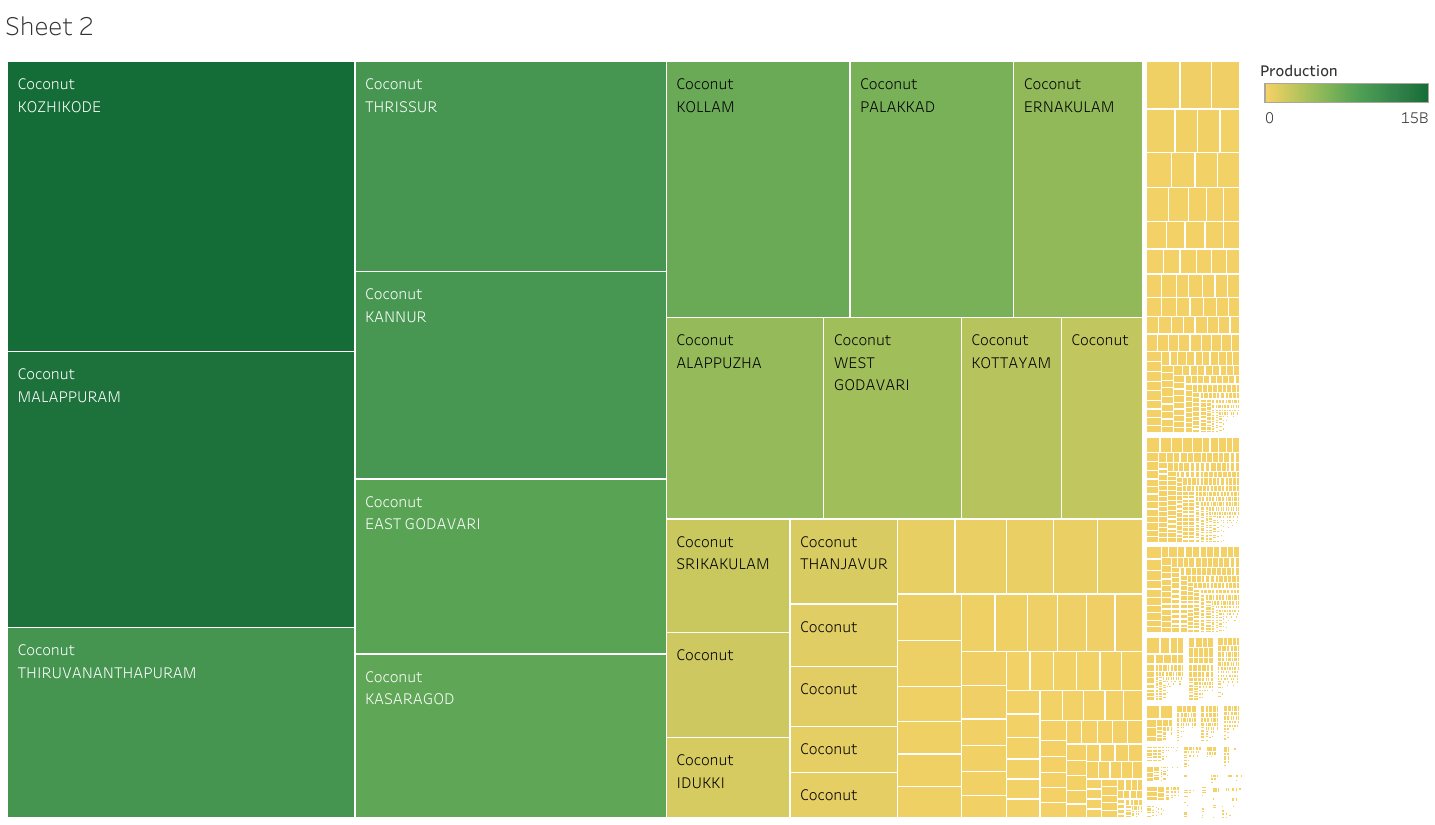 Sheet 2
Coconut
KOZHIKODE
Coconut
MALAPPURAM
Coconut
THIRUVANANTHAPURAM
Coconut
THRISSUR
Coconut
KANNUR
Coconut
EAST GODAVARI
Coconut
KASARAGOD
Coconut
KOLLAM
Coconut
PALAKKAD
Coconut
ERNAKULAM
Coconut
ALAPPUZHA
Coconut
WEST
GODAVARI
Coconut
KOTTAYAM
Coconut
Coconut
SRIKAKULAM
Coconut
Coconut
IDUKKI
Coconut
THANJAVUR
Coconut
Coconut
Coconut
Coconut
Production
0
15B